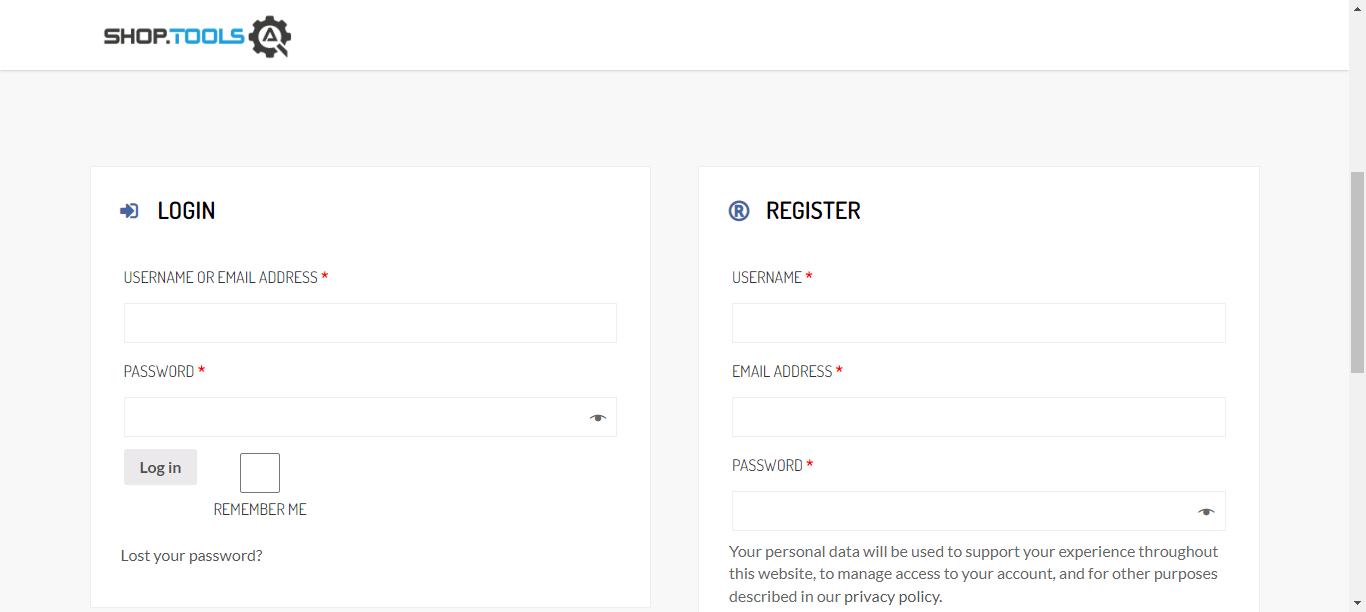 SHOP.TOOLS
LOGIN
USERNAME OR EMAIL ADDRESS *
PASSWORD *
Log in
REMEMBER ME
Lost your password?
REGISTER
USERNAME *
EMAIL ADDRESS *
PASSWORD *
Your personal data will be used to support your experience throughout
this website, to manage access to your account, and for other purposes
described in our privacy policy.